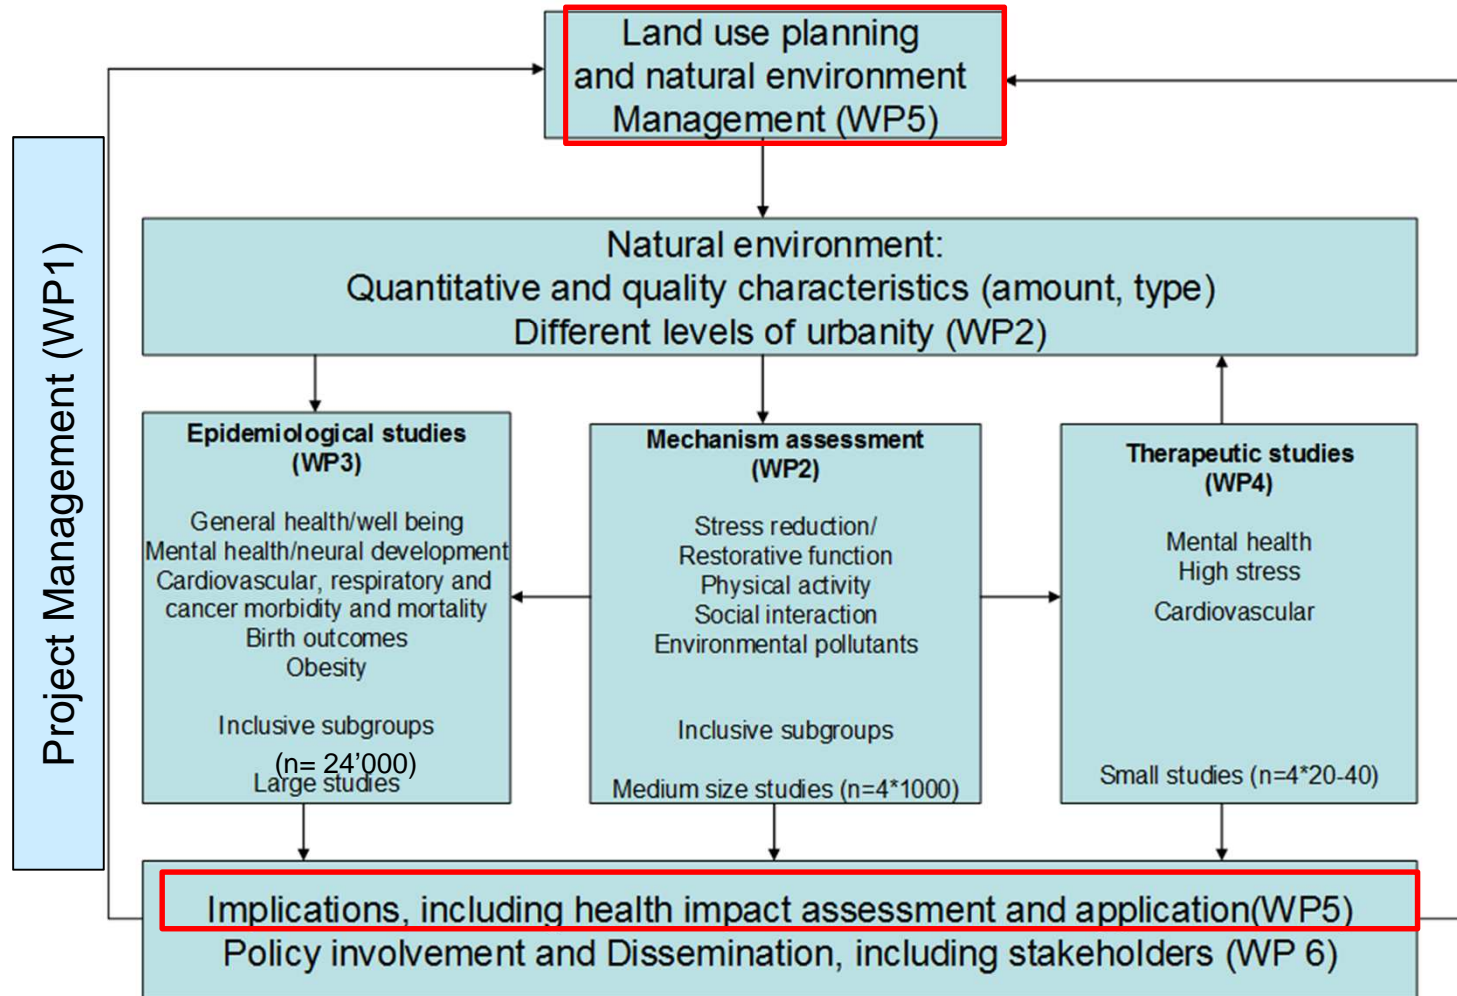 Land use planning
and natural environment
Management (WP5)
Project Management (WP1)
Natural environment:
Quantitative and quality characteristics (amount, type)
Different levels of urbanity (WP2)
Epidemiological studies
(WP3)
General health/well being
Mental health/neural development
Cardiovascular, respiratory and
cancer morbidity and mortality
Birth outcomes
Obesity
Inclusive subgroups
(n= 24’000)
Large studies
Mechanism assessment
(WP2)
Stress reduction/
Restorative function
Physical activity
Social interaction
Environmental pollutants
Inclusive subgroups
Medium size studies (n=4*1000)
Therapeutic studies
(WP4)
Mental health
High stress
Cardiovascular
Small studies (n=4*20-40)
Implications, including health impact assessment and application(WP5)
Policy involvement and Dissemination, including stakeholders (WP 6)